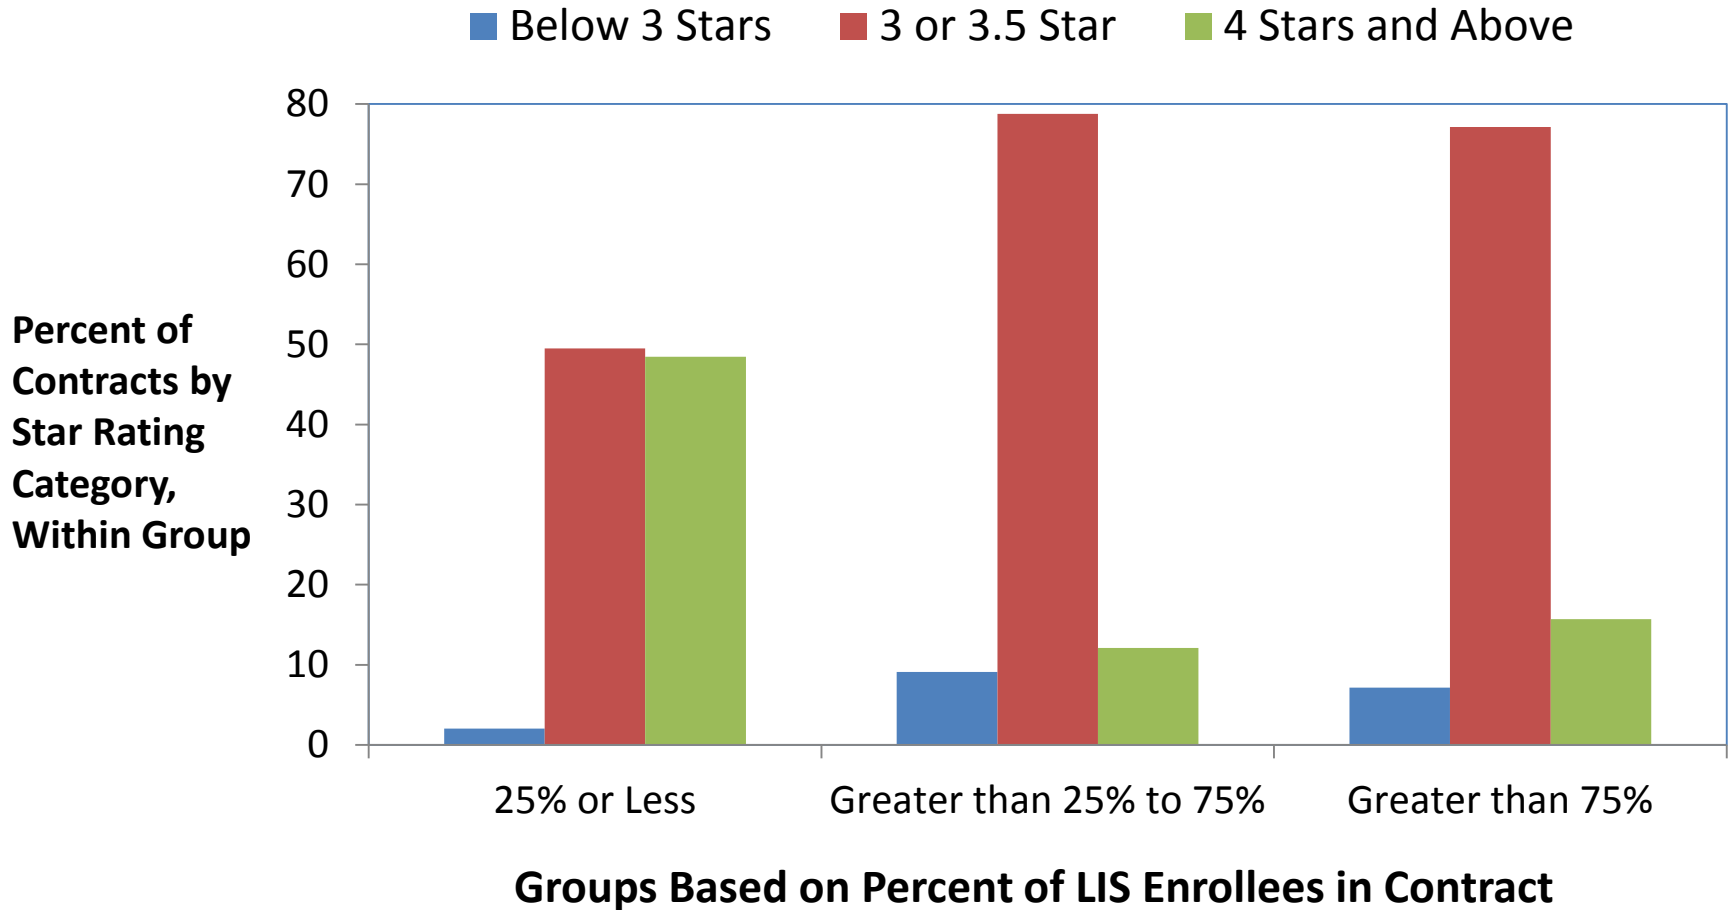 Below 3 Stars 3 or 3.5 Star 4 Stars and Above
80
70
60
50
40
30
20
10
0
Percent of
Contracts by
Star Rating
Category,
Within Group
25% or Less Greater than 25% to 75% Greater than 75%
Groups Based on Percent of LIS Enrollees in Contract